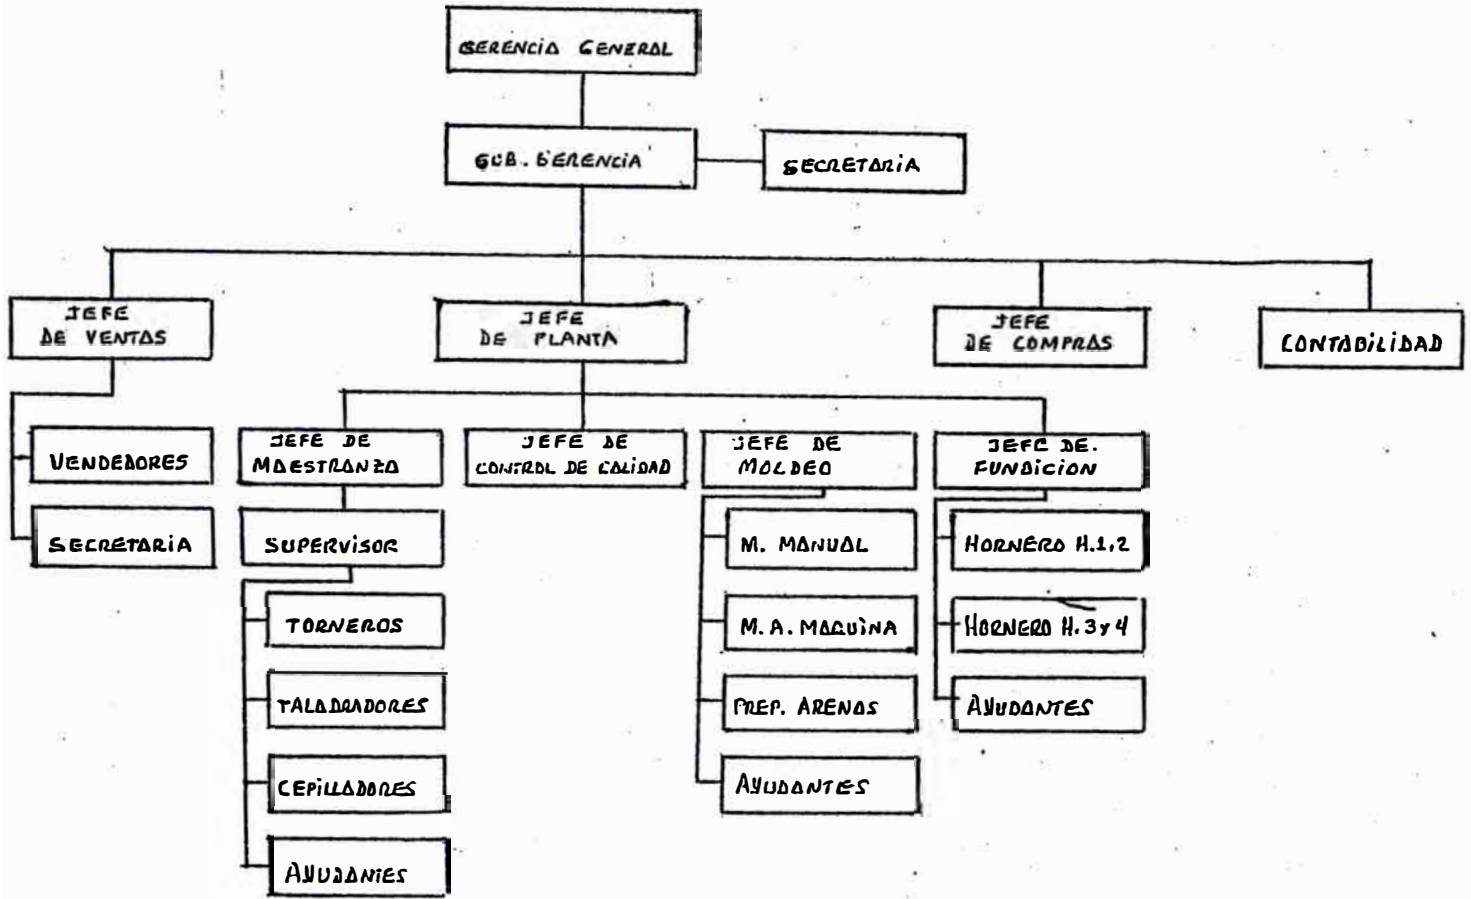 GERENCIA GENERAL
SUB. GERENCIA
SECRETARIA
JEFE
DE VENTAS
JEFE
DE PLANTA
JEFE
DE COMPRAS
CONTABILIDAD
VENDEDORES
SECRETARIA
JEFE DE
MAESTRANZA
JEFE DE
CONTROL DE CALIDAD
JEFE DE
MOLDEO
JEFE DE.
FUNDICION
SUPERVISOR
TORNEROS
TALADRADORES
CEPILLADORES
AYUDANTES
M. MANUAL
M. A. MAQUINA
PREP. ARENAS
AYUDANTES
HORNERO H.1,2
HORNERO H. 3 y 4
AYUDANTES